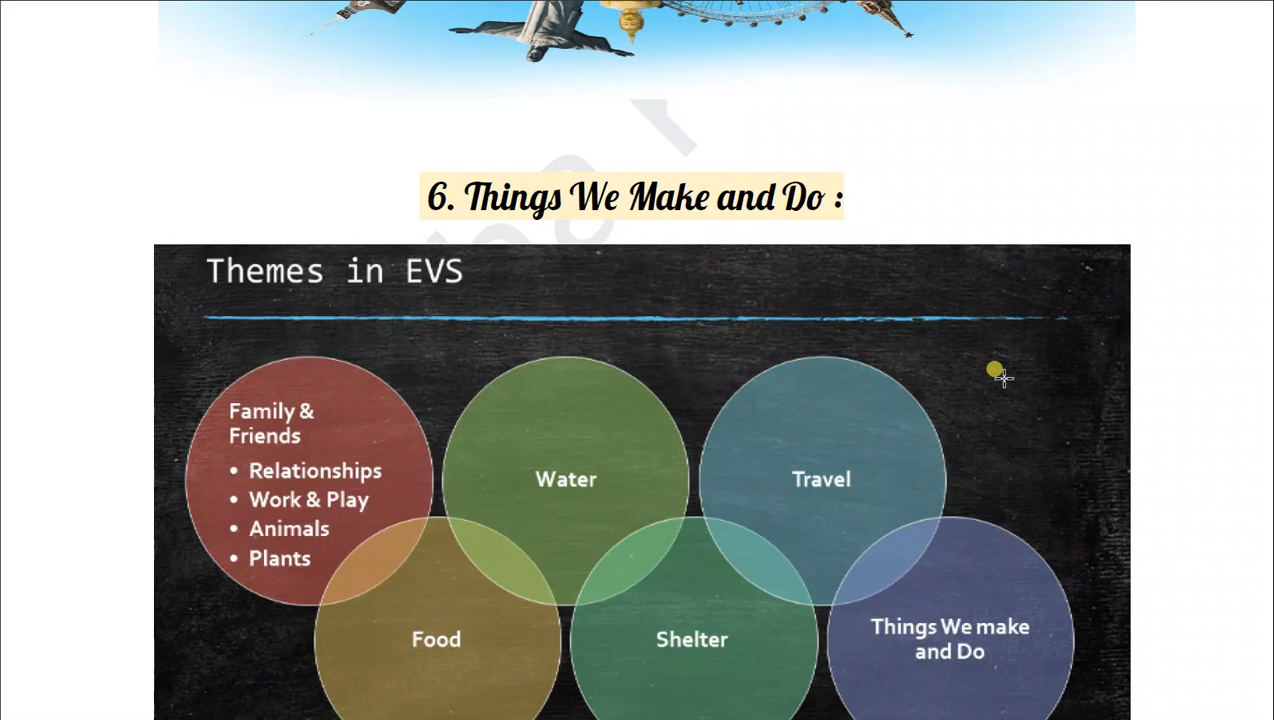 6. Things We Make and Do :
Themes in EVS
Family &
Friends
• Relationships
• Work & Play
• Animals
• Plants
Water
Travel
Food
Shelter
Things We make
and Do